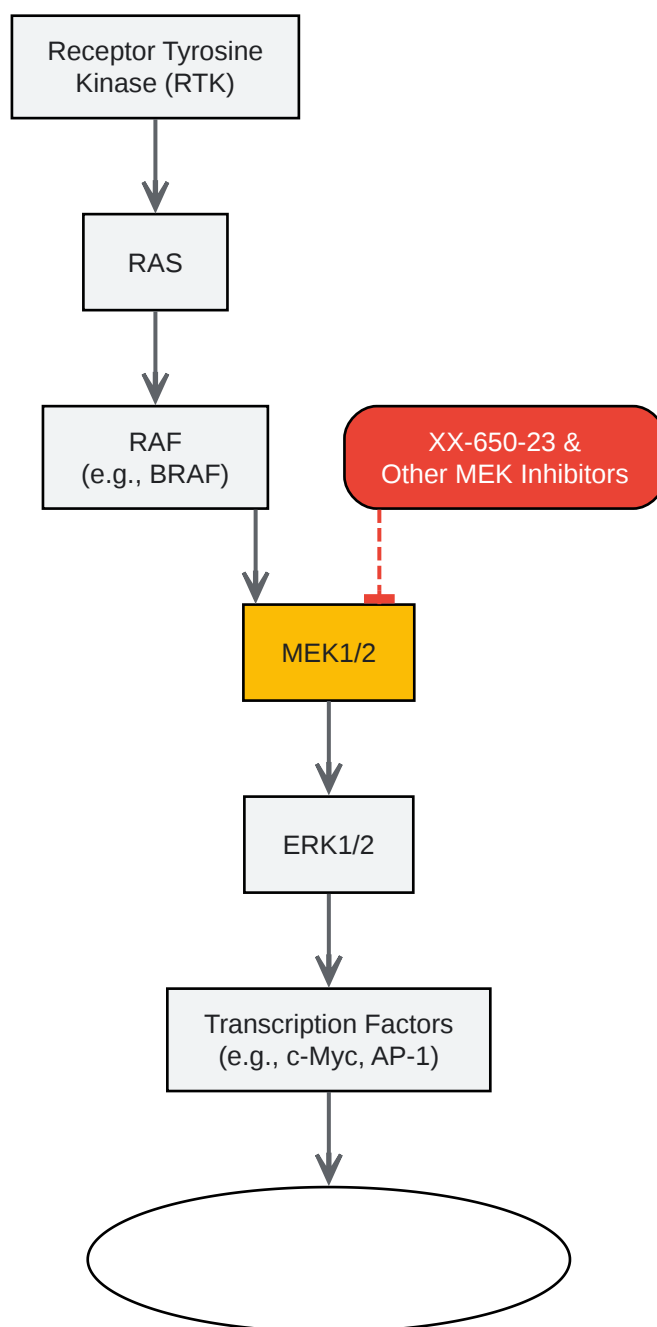 Receptor Tyrosine
Kinase (RTK)
RAS
RAF
(e.g., BRAF)
XX-650-23 &
Other MEK Inhibitors
MEK1/2
ERK1/2
Transcription Factors
(e.g., c-Myc, AP-1)